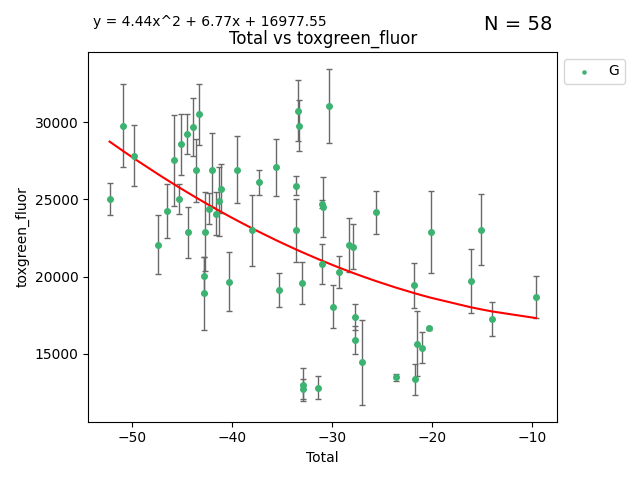 y = 4.44x^2 + 6.77x + 16977.55
N = 58
Total vs toxgreen_fluor
G
30000
25000
20000
15000
toxgreen_fluor
−50
−40
−30
−20
−10
Total